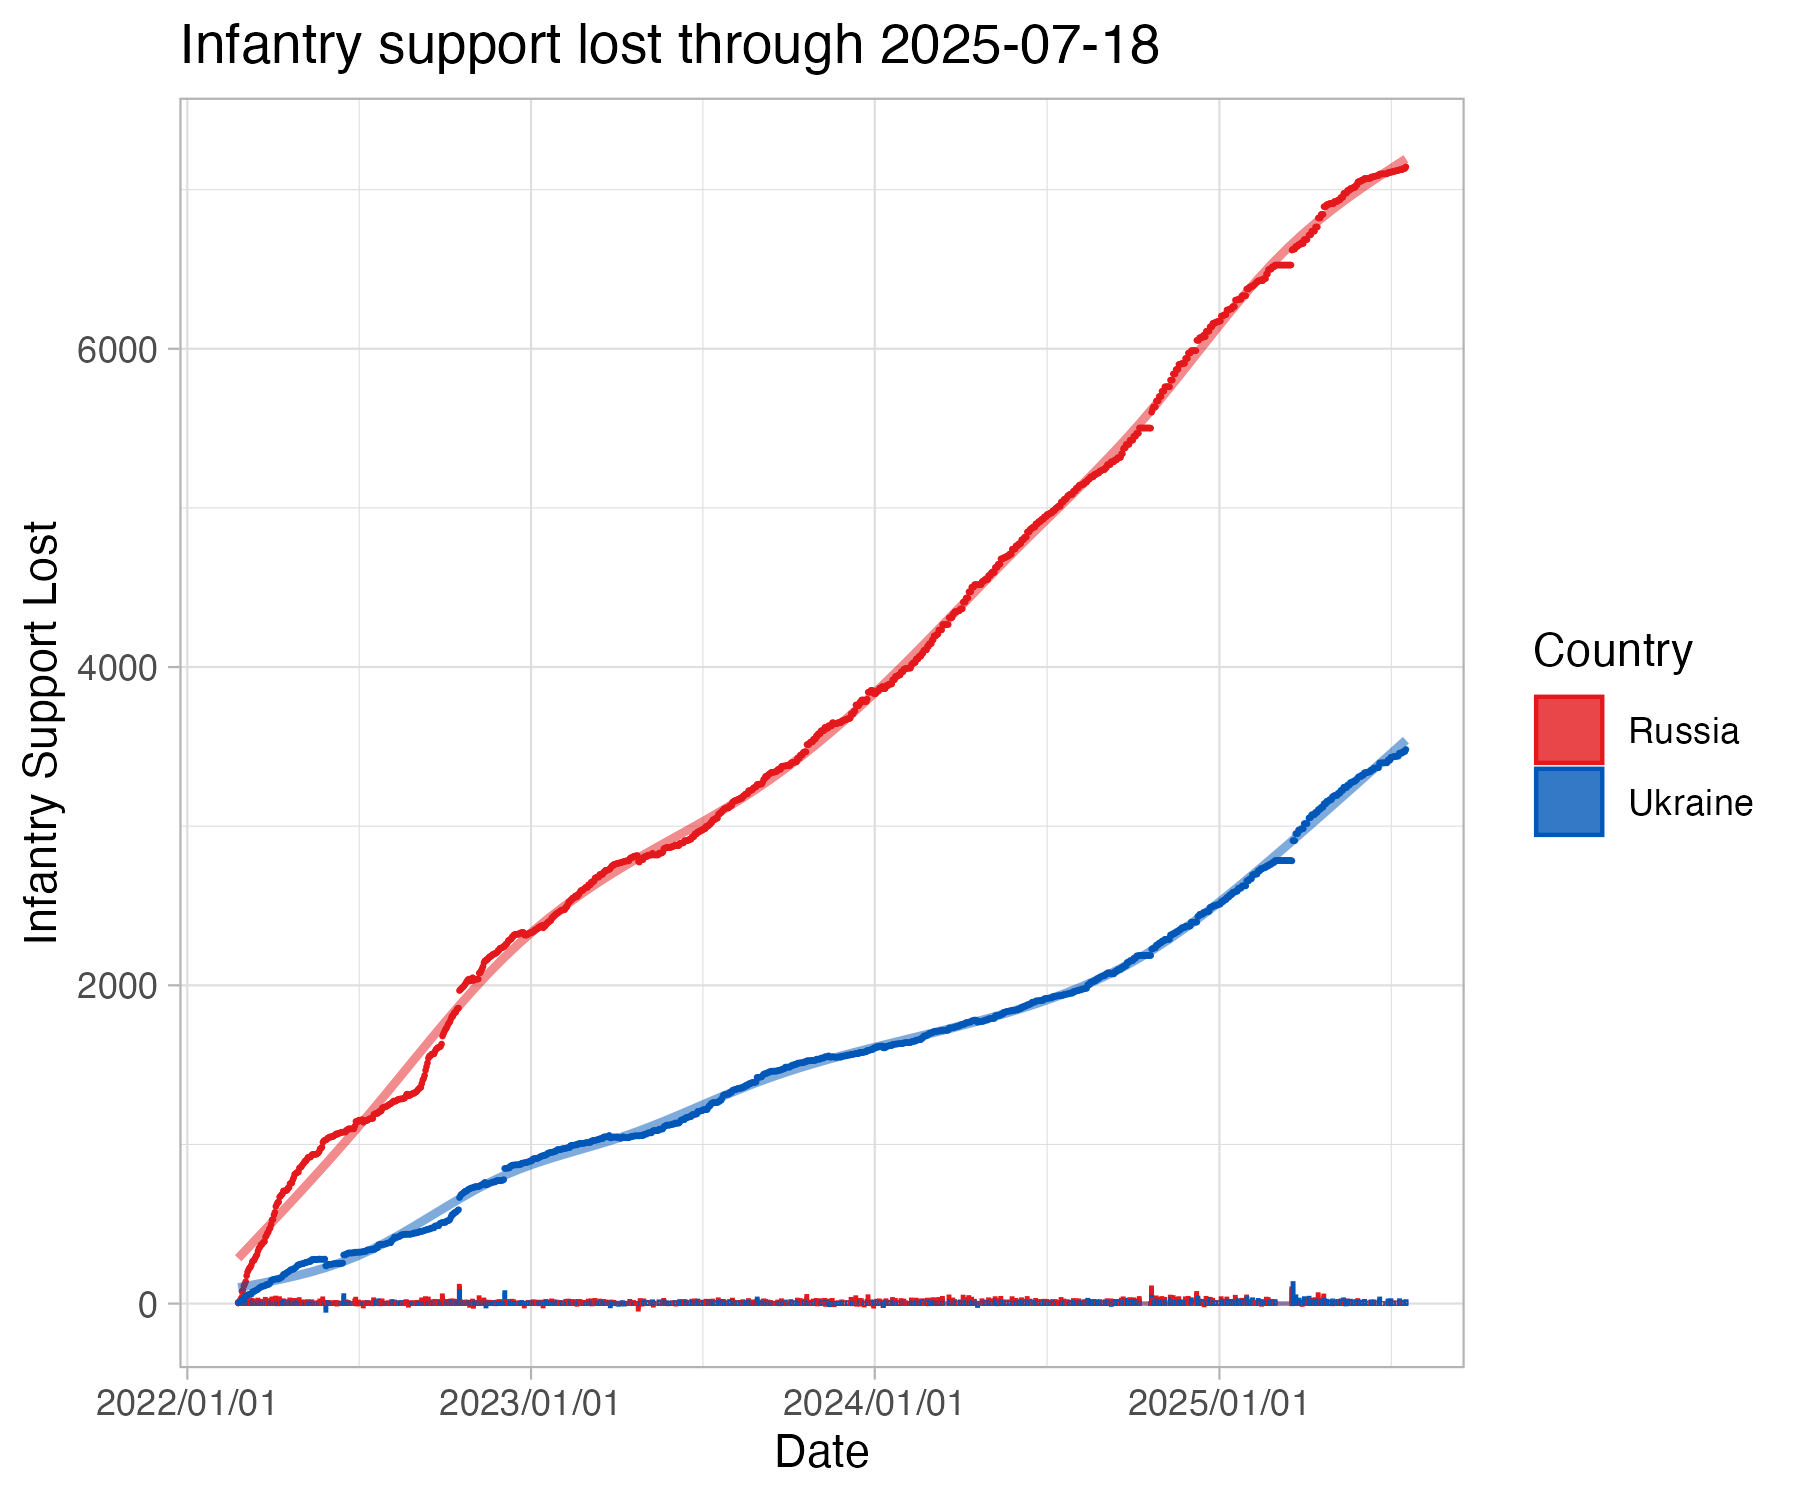 Infantry support lost through 2025-07-18
Infantry Support Lost
6000
4000
2000
0
2022/01/01
2023/01/01
2024/01/01
2025/01/01
Date
Country
Russia
Ukraine